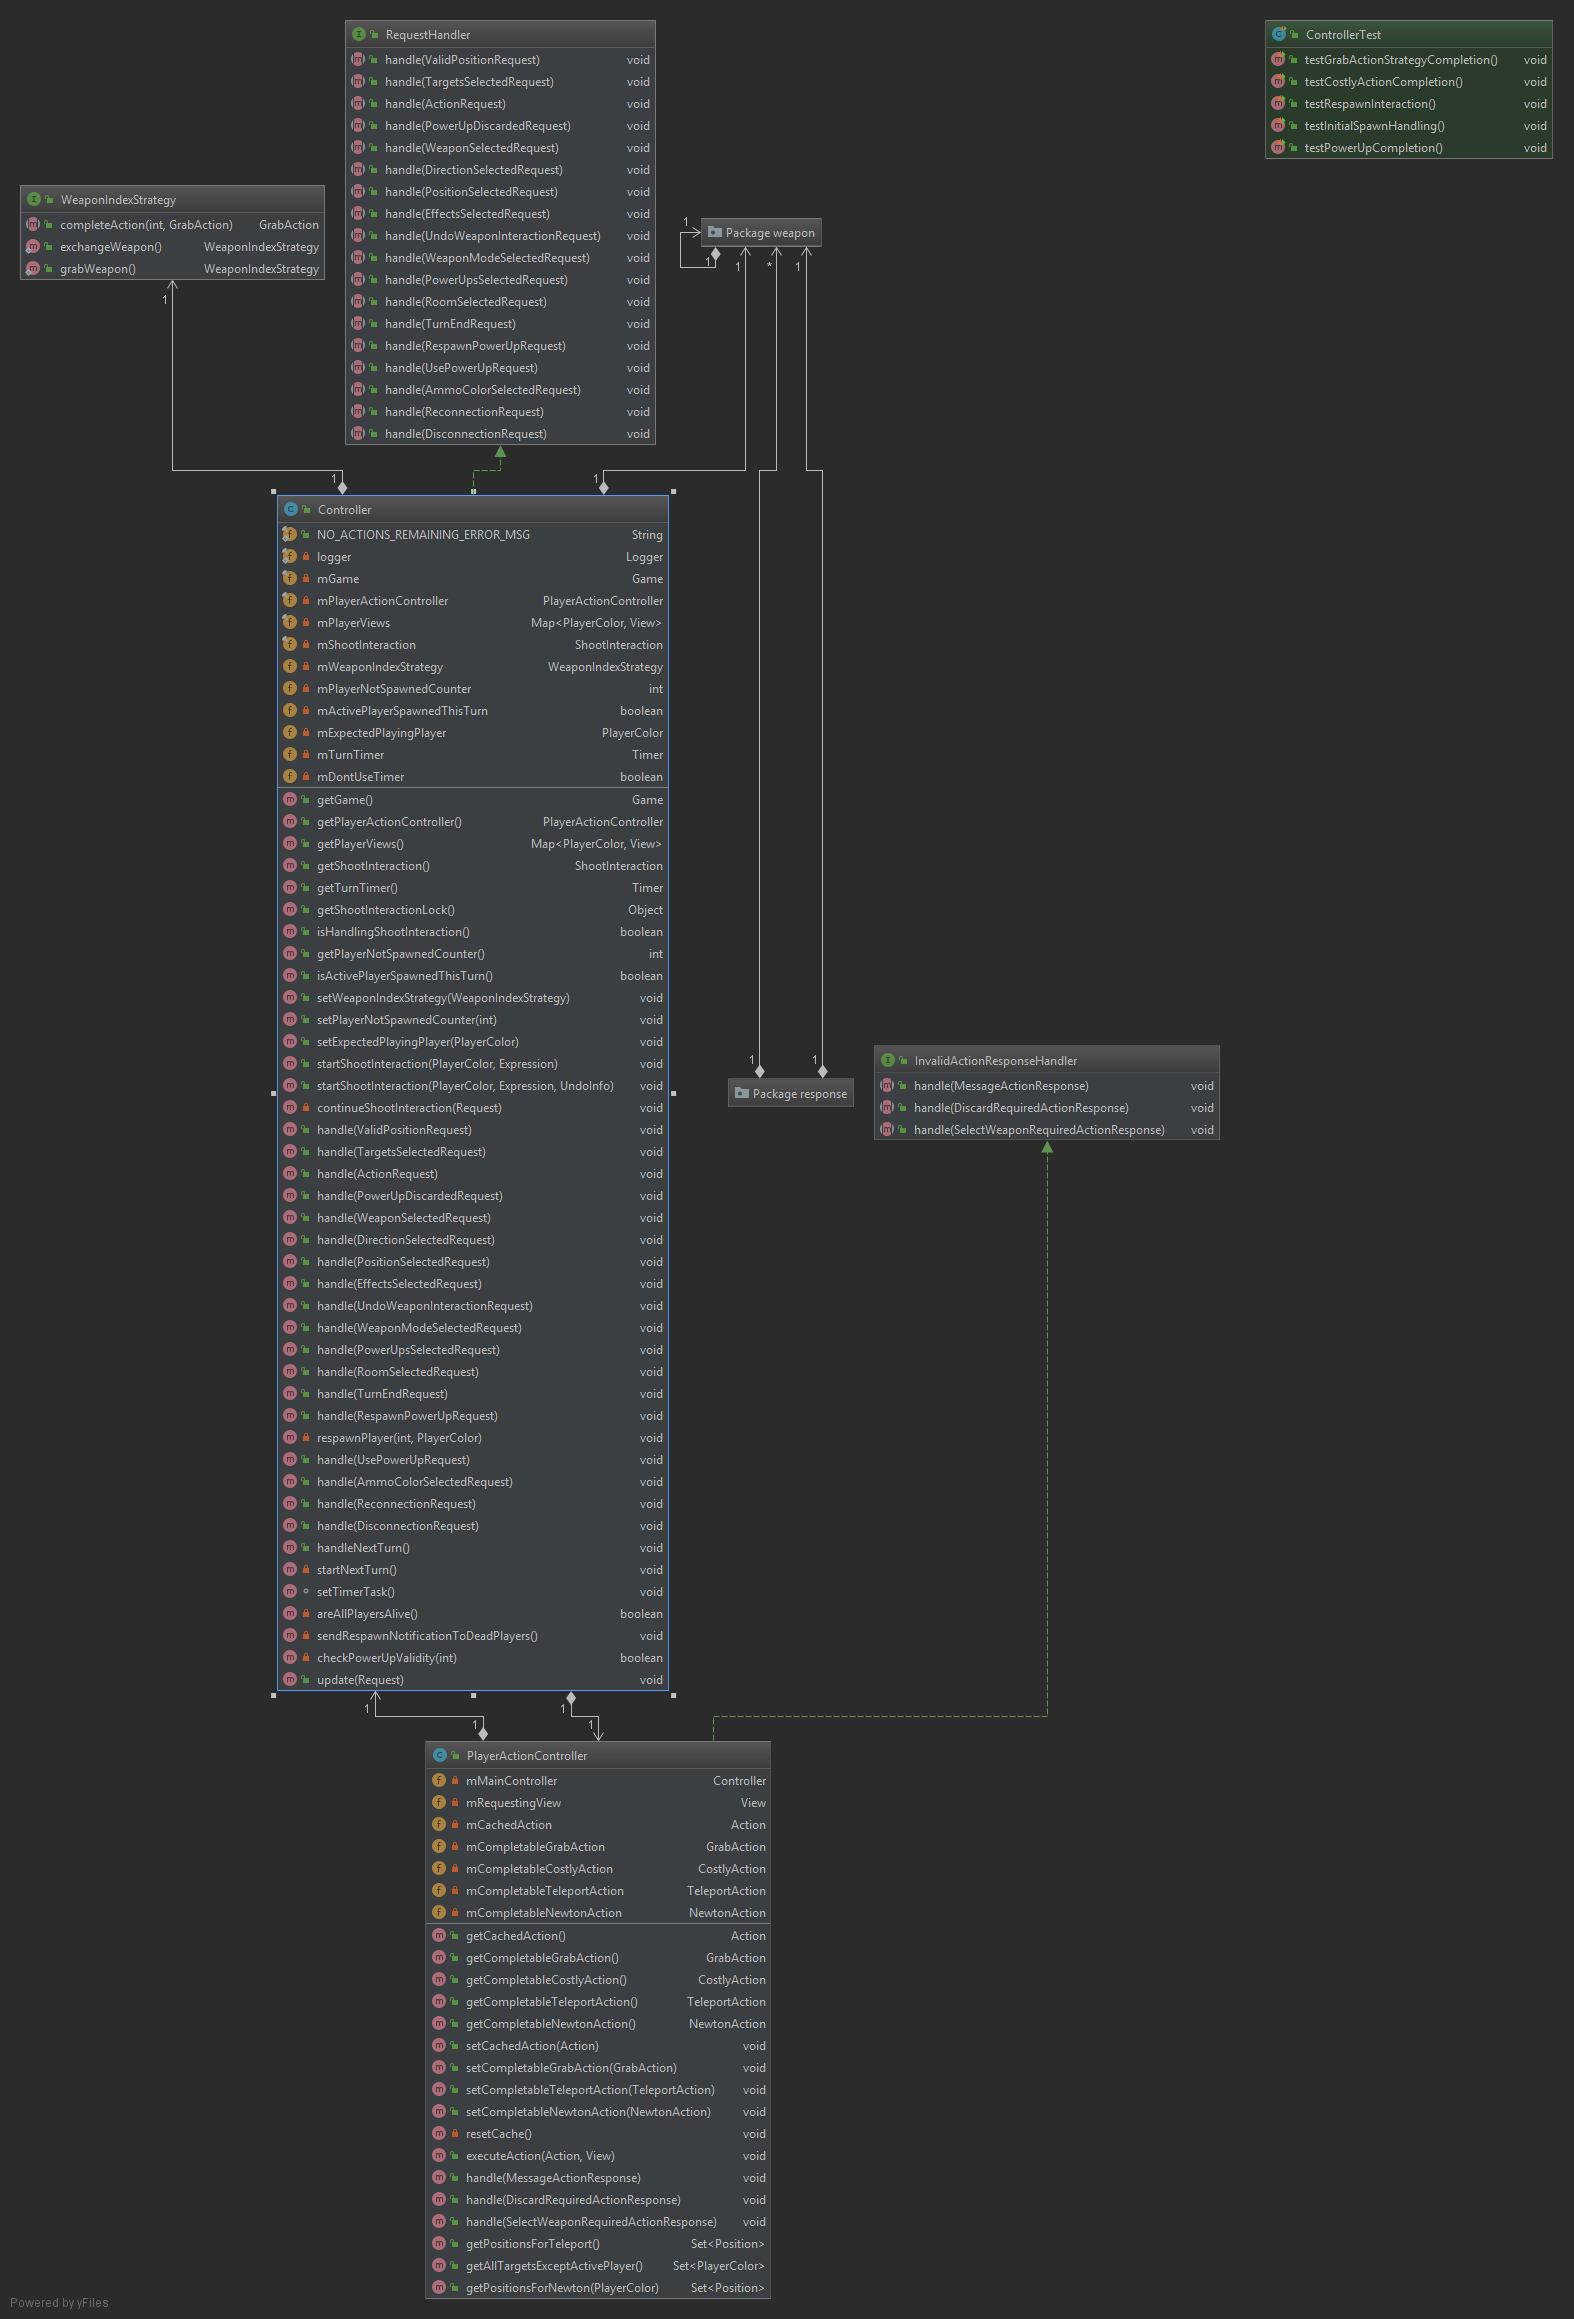 RequestHandler
handle(ValidPositionRequest) void
handle(TargetsSelectedRequest) void
handle(ActionRequest) void
handle(PowerUpDiscardedRequest) void
handle(WeaponSelectedRequest) void
handle(DirectionSelectedRequest) void
handle(PositionSelectedRequest) void
handle(EffectsSelectedRequest) void
handle(UndoWeaponInteractionRequest) void
handle(WeaponModeSelectedRequest) void
handle(PowerUpsSelectedRequest) void
handle(RoomSelectedRequest) void
handle(TurnEndRequest) void
handle(RespawnPowerUpRequest) void
handle(UsePowerUpRequest) void
handle(AmmoColorSelectedRequest) void
handle(ReconnectionRequest) void
handle(DisconnectionRequest) void
ControllerTest
testGrabActionStrategyCompletion() void
testCostlyActionCompletion() void
testRespawnInteraction() void
testInitialSpawnHandling() void
testPowerUpCompletion() void
WeaponIndexStrategy
completeAction(int, GrabAction) GrabAction
exchangeWeapon() WeaponIndexStrategy
grabWeapon() WeaponIndexStrategy
1
Package weapon
1
1
*
1
1
1
1
Controller
NO_ACTIONS_REMAINING_ERROR_MSG String
logger Logger
mGame Game
mPlayerActionController PlayerActionController
mPlayerViews Map<PlayerColor, View>
mShootInteraction ShootInteraction
mWeaponIndexStrategy WeaponIndexStrategy
mPlayerNotSpawnedCounter int
mActivePlayerSpawnedThisTurn boolean
mExpectedPlayingPlayer PlayerColor
mTurnTimer Timer
mDontUseTimer boolean
getGame() Game
getPlayerActionController() PlayerActionController
getPlayerViews() Map<PlayerColor, View>
getShootInteraction() ShootInteraction
getTurnTimer() Timer
getShootInteractionLock() Object
isHandlingShootInteraction() boolean
getPlayerNotSpawnedCounter() int
isActivePlayerSpawnedThisTurn() boolean
setWeaponIndexStrategy(WeaponIndexStrategy) void
setPlayerNotSpawnedCounter(int) void
setExpectedPlayingPlayer(PlayerColor) void
startShootInteraction(PlayerColor, Expression) void
startShootInteraction(PlayerColor, Expression, UndoInfo) void
continueShootInteraction(Request) void
handle(ValidPositionRequest) void
handle(TargetsSelectedRequest) void
handle(ActionRequest) void
handle(PowerUpDiscardedRequest) void
handle(WeaponSelectedRequest) void
handle(DirectionSelectedRequest) void
handle(PositionSelectedRequest) void
handle(EffectsSelectedRequest) void
handle(UndoWeaponInteractionRequest) void
handle(WeaponModeSelectedRequest) void
handle(PowerUpsSelectedRequest) void
handle(RoomSelectedRequest) void
handle(TurnEndRequest) void
handle(RespawnPowerUpRequest) void
respawnPlayer(int, PlayerColor) void
handle(UsePowerUpRequest) void
handle(AmmoColorSelectedRequest) void
handle(ReconnectionRequest) void
handle(DisconnectionRequest) void
handleNextTurn() void
startNextTurn() void
setTimerTask() void
areAllPlayersAlive() boolean
sendRespawnNotificationToDeadPlayers() void
checkPowerUpValidity(int) boolean
update(Request) void
1
1
Package response
InvalidActionResponseHandler
handle(MessageActionResponse) void
handle(DiscardRequiredActionResponse) void
handle(SelectWeaponRequiredActionResponse) void
1
1
1
1
PlayerActionController
mMainController Controller
mRequestingView View
mCachedAction Action
mCompletableGrabAction GrabAction
mCompletableCostlyAction CostlyAction
mCompletableTeleportAction TeleportAction
mCompletableNewtonAction NewtonAction
getCachedAction() Action
getCompletableGrabAction() GrabAction
getCompletableCostlyAction() CostlyAction
getCompletableTeleportAction() TeleportAction
getCompletableNewtonAction() NewtonAction
setCachedAction(Action) void
setCompletableGrabAction(GrabAction) void
setCompletableTeleportAction(TeleportAction) void
setCompletableNewtonAction(NewtonAction) void
resetCache() void
executeAction(Action, View) void
handle(MessageActionResponse) void
handle(DiscardRequiredActionResponse) void
handle(SelectWeaponRequiredActionResponse) void
getPositionsForTeleport() Set<Position>
getAllTargetsExceptActivePlayer() Set<PlayerColor>
getPositionsForNewton(PlayerColor) Set<Position>
Powered by yFiles